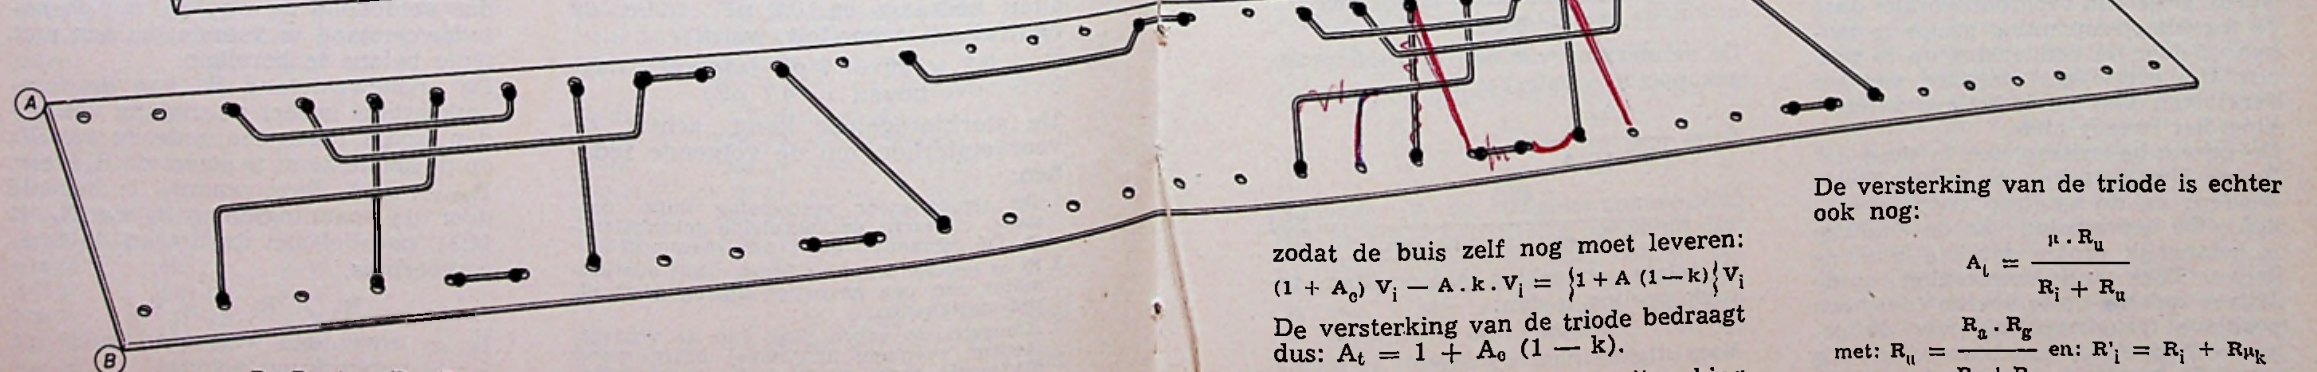 A
B
zodat de buis zelf nog moet leveren:
(1 + A₀) Vᵢ — A . k . Vᵢ = {1 + A (1—k)}Vᵢ
De versterking van de triode bedraagt
dus: Aₜ = 1 + A₀ (1 — k).
De versterking van de triode is echter
ook nog:
Aₜ = μ . Rᵤ / Rᵢ + Rᵤ
met: Rᵤ = Rₐ . R_g en: R'ᵢ = Rᵢ + Rμₖ